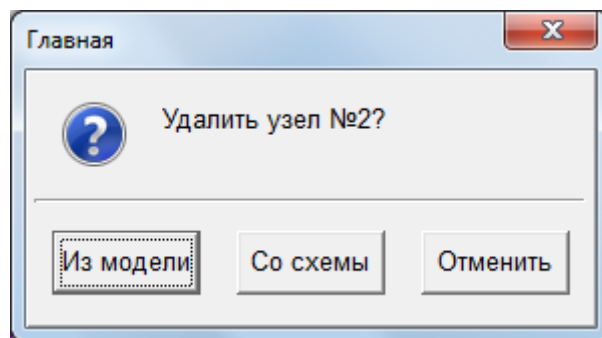 Главная
Удалить узел №2?
Из модели
Со схемы
Отменить